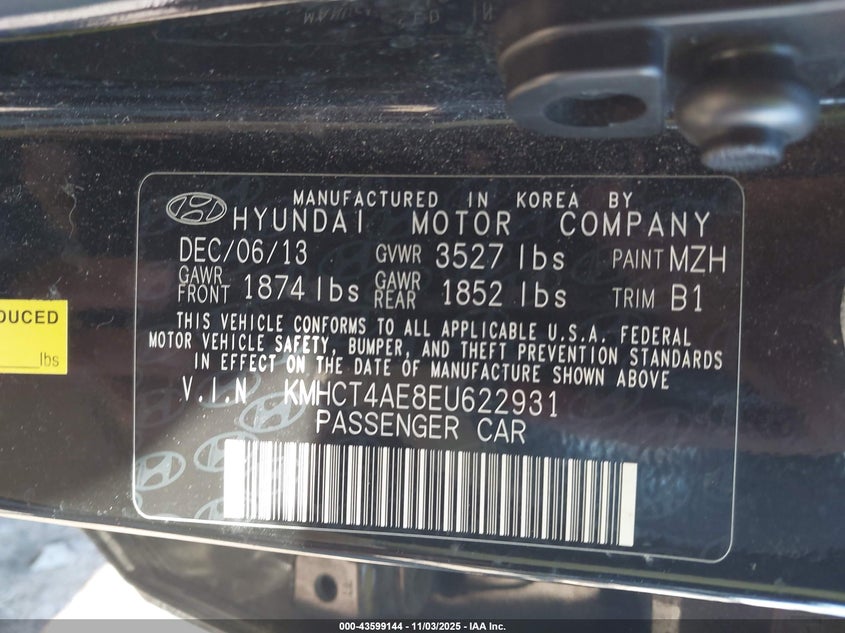 MANUFACTURED IN KOREA BY
HYUNDAI MOTOR COMPANY
DEC/06/13 GVWR 3527 lbs PAINT MZH
GAWR FRONT 1874 lbs GAWR REAR 1852 lbs TRIM B1
THIS VEHICLE CONFORMS TO ALL APPLICABLE U.S.A. FEDERAL
MOTOR VEHICLE SAFETY, BUMPER, AND THEFT PREVENTION STANDARDS
IN EFFECT ON THE DATE OF MANUFACTURE SHOWN ABOVE
V.I.N KMHCT4AE8EU622931
PASSENGER CAR
DUCED
lbs
000-43599144 - 11/03/2025 - IAA Inc.